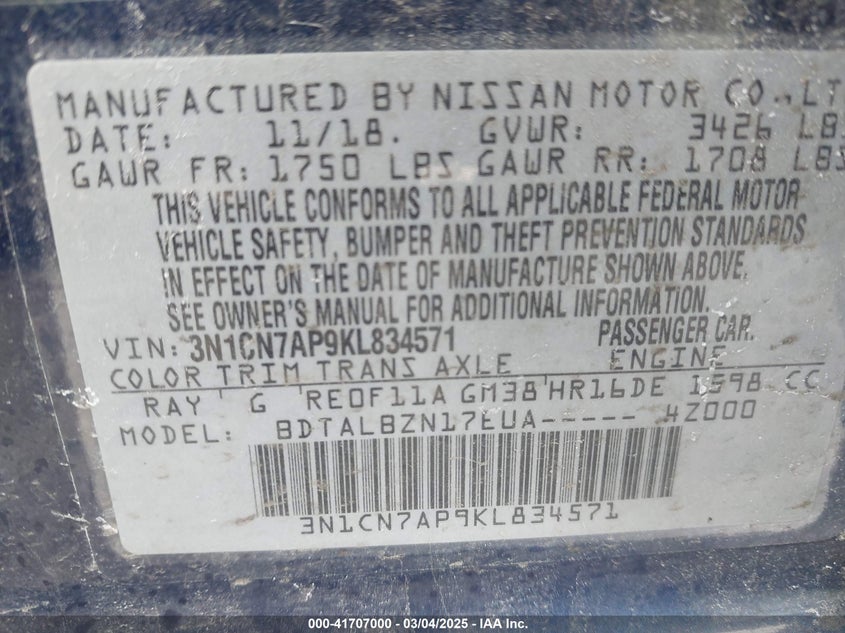 MANUFACTURED BY NISSAN MOTOR CO., LT
DATE: 11/18. GVWR: 3426 LBS
GAWR FR: 1750 LBS GAWR RR: 1708 LBS
THIS VEHICLE CONFORMS TO ALL APPLICABLE FEDERAL MOTOR
VEHICLE SAFETY, BUMPER AND THEFT PREVENTION STANDARDS
IN EFFECT ON THE DATE OF MANUFACTURE SHOWN ABOVE.
SEE OWNER'S MANUAL FOR ADDITIONAL INFORMATION.
VIN: 3N1CN7AP9KL834571 PASSENGER CAR.
COLOR TRIM TRANS AXLE ENGINE
RAY G RE0F11A GM38 HR16DE 1598 CC
MODEL: BDTALBZN17EUA----- 4Z000
3N1CN7AP9KL834571
000-41707000 - 03/04/2025 - IAA, Inc.